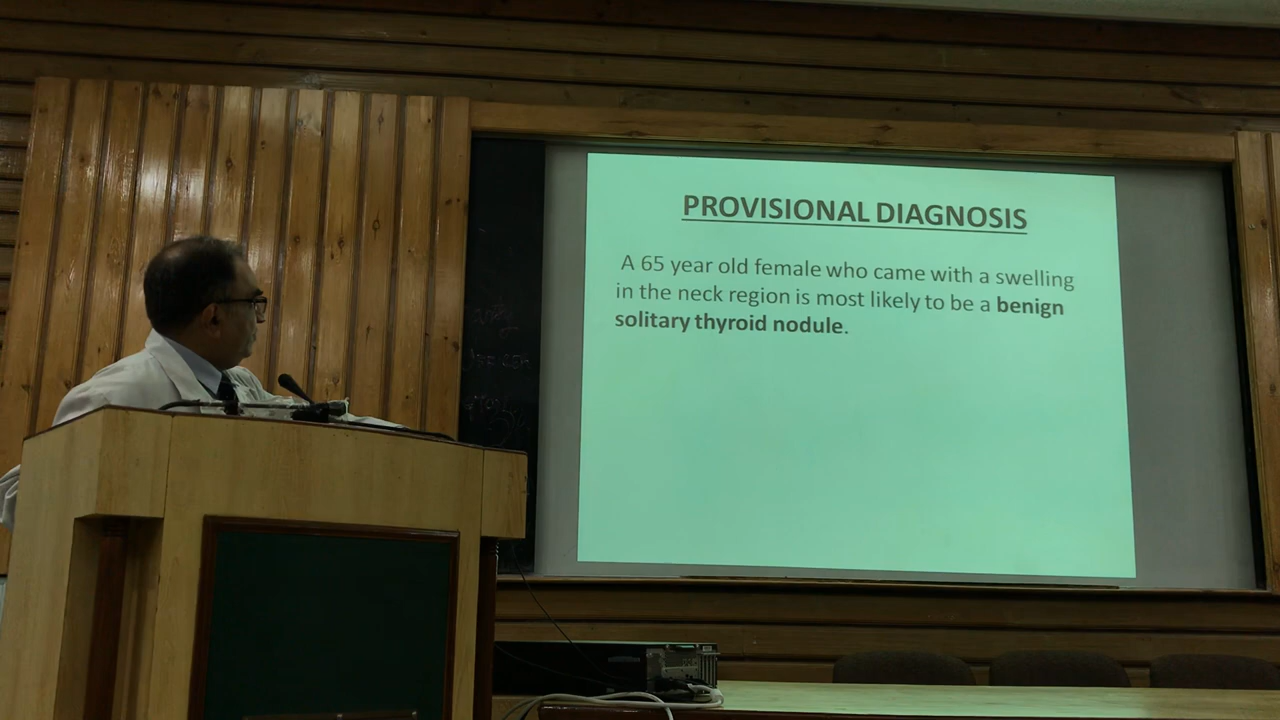 PROVISIONAL DIAGNOSIS
A 65 year old female who came with a swelling
in the neck region is most likely to be a benign
solitary thyroid nodule.